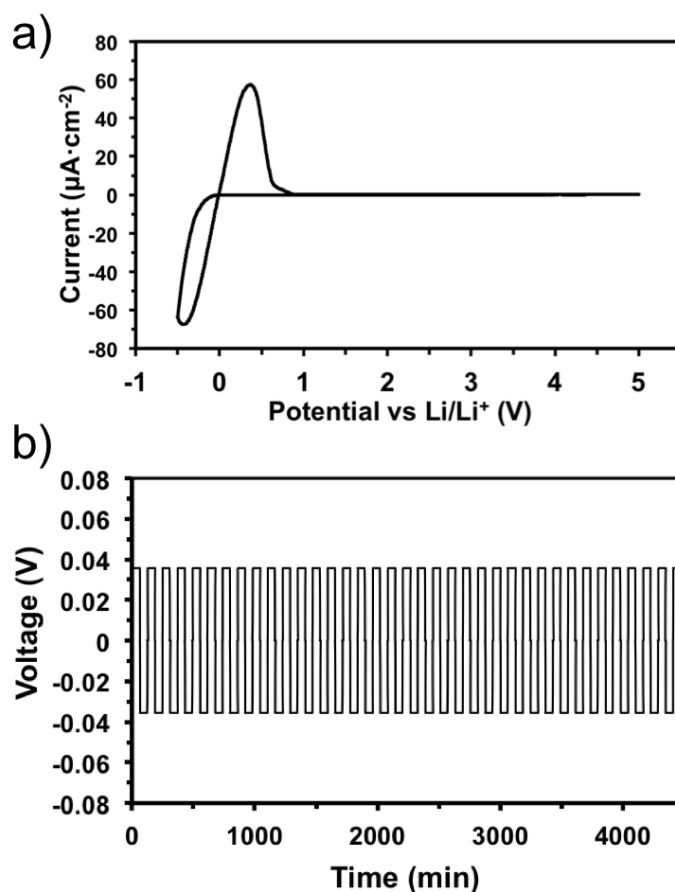 a)
80
60
40
20
0
-20
-40
-60
-80
Current (µA·cm⁻²)
-1 0 1 2 3 4 5
Potential vs Li/Li⁺ (V)
b)
0.08
0.06
0.04
0.02
0
-0.02
-0.04
-0.06
-0.08
Voltage (V)
0 1000 2000 3000 4000
Time (min)